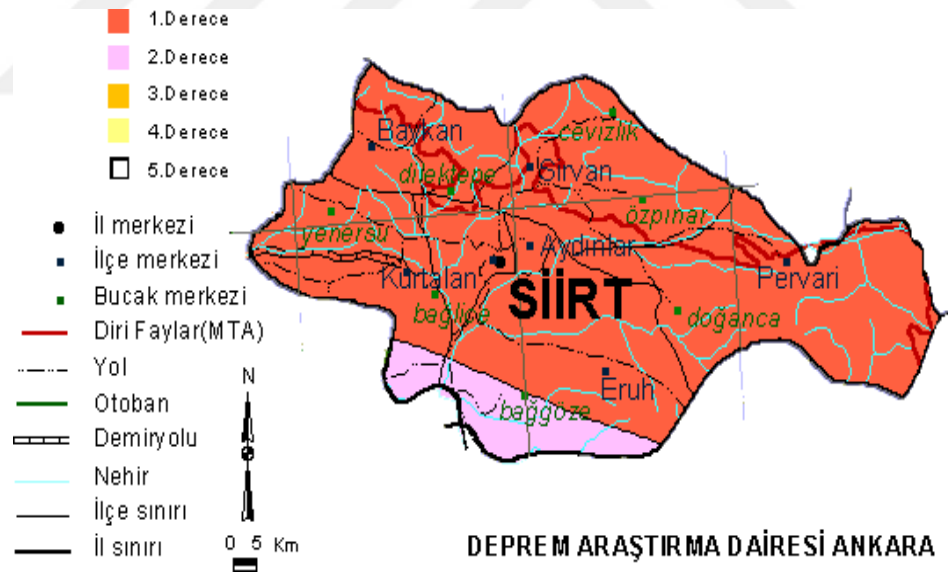 1.Derece
2.Derece
3.Derece
4.Derece
5.Derece
İl merkezi
İlçe merkezi
Bucak merkezi
Diri Faylar(MTA)
Yol
Otoban
Demiryolu
Nehir
İlçe sınırı
İl sınırı
N
0 5 Km
Baykan
cevizlik
Şirvan
dilektepe
özpınar
yenersu
Aydınlar
Kurtalan
Pervari
SİİRT
bağlıçe
doğanca
Eruh
bağgöze
DEPREM ARAŞTIRMA DAİRESİ ANKARA